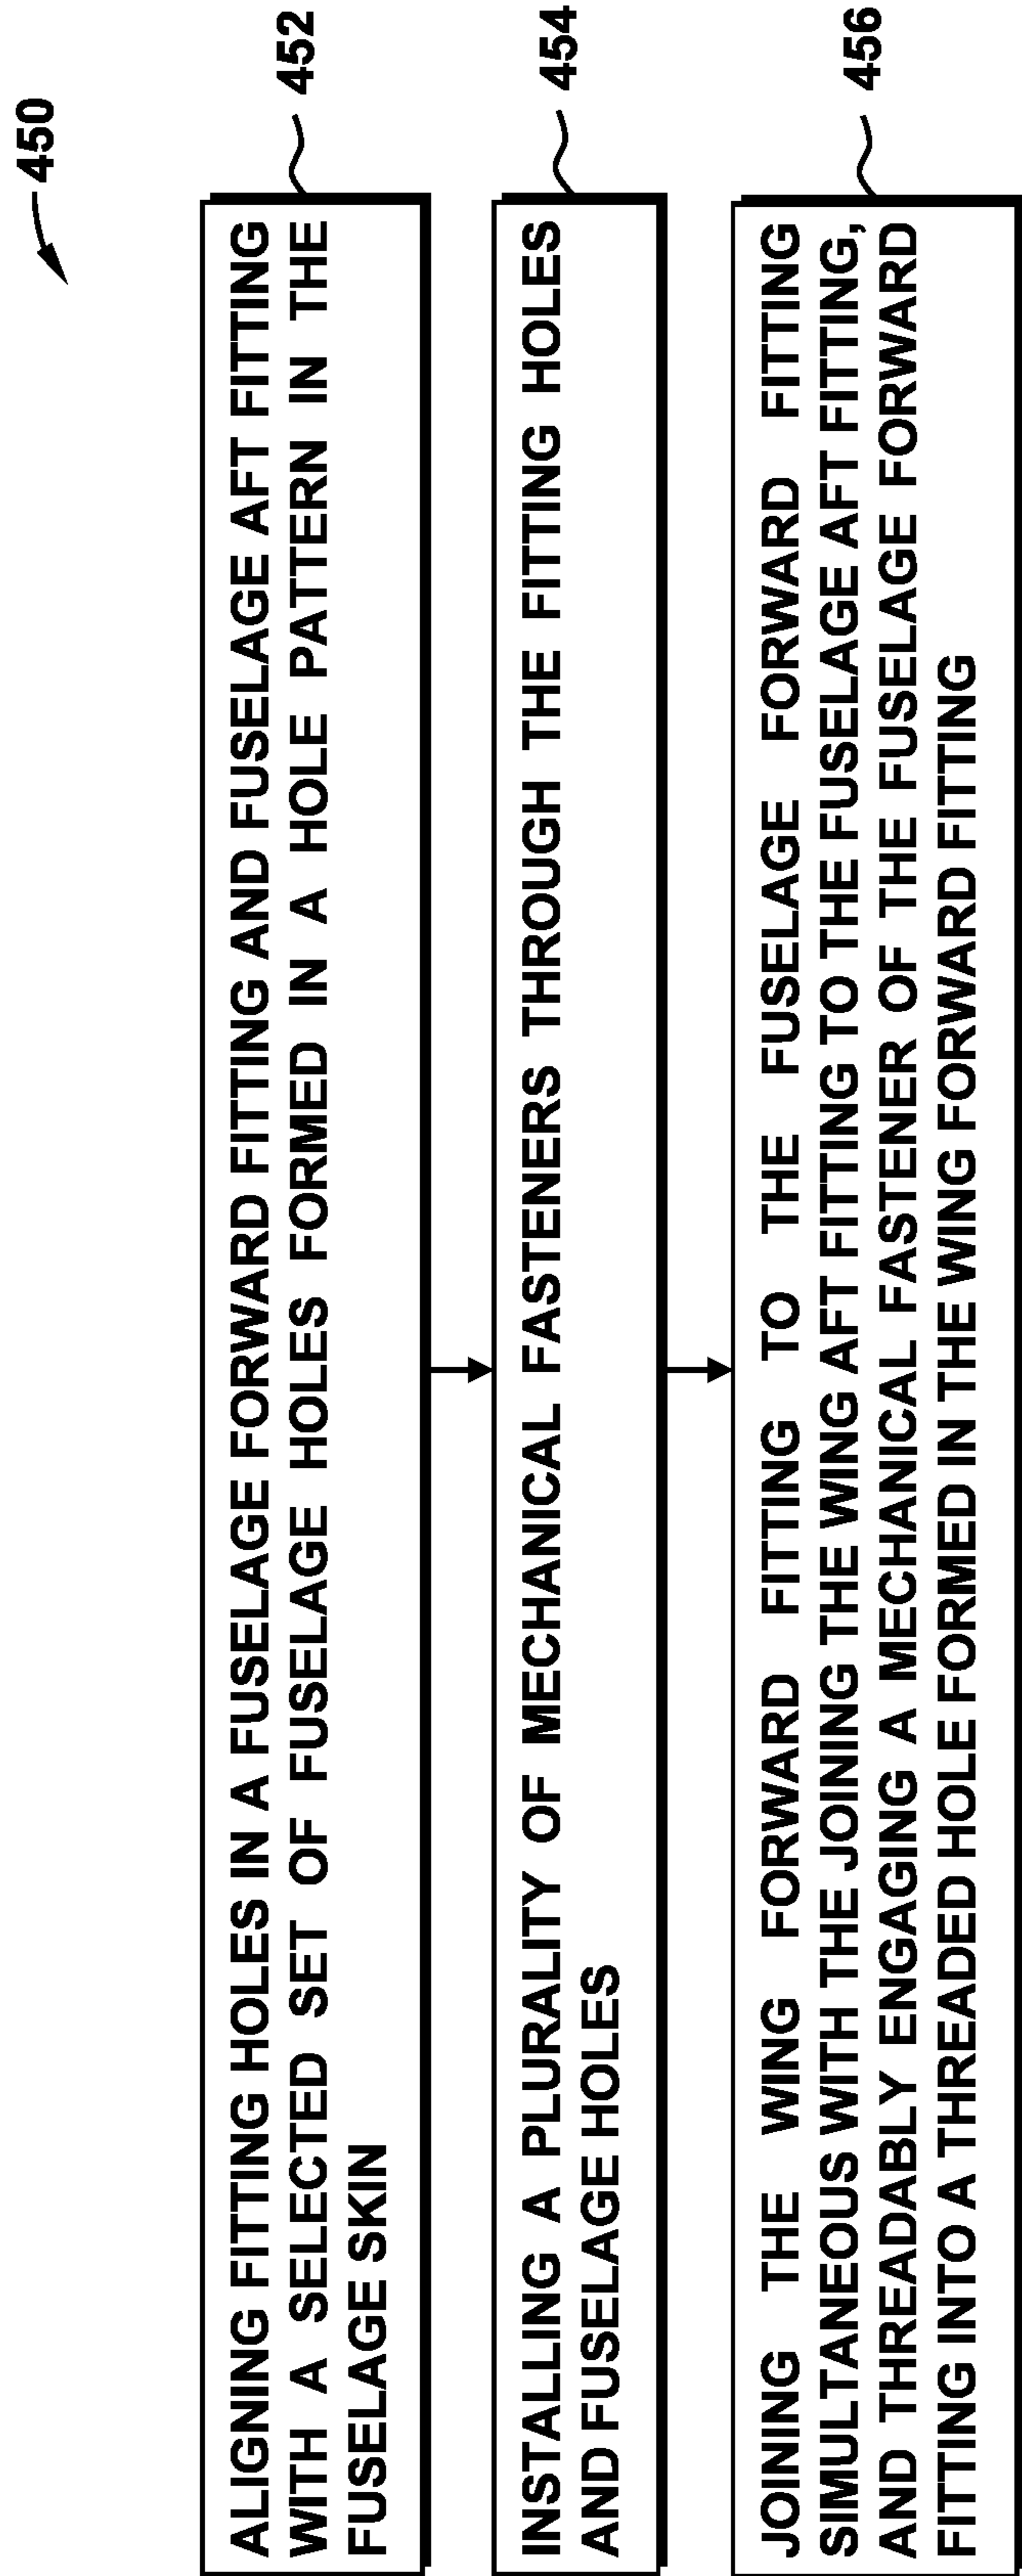 450
ALIGNING FITTING HOLES IN A FUSELAGE FORWARD FITTING AND FUSELAGE AFT FITTING
WITH A SELECTED SET OF FUSELAGE HOLES FORMED IN A HOLE PATTERN IN THE
FUSELAGE SKIN
452
INSTALLING A PLURALITY OF MECHANICAL FASTENERS THROUGH THE FITTING HOLES
AND FUSELAGE HOLES
454
JOINING THE WING FORWARD FITTING TO THE FUSELAGE FORWARD FITTING
SIMULTANEOUS WITH THE JOINING THE WING AFT FITTING TO THE FUSELAGE AFT FITTING,
AND THREADABLY ENGAGING A MECHANICAL FASTENER OF THE FUSELAGE FORWARD
FITTING INTO A THREADED HOLE FORMED IN THE WING FORWARD FITTING
456